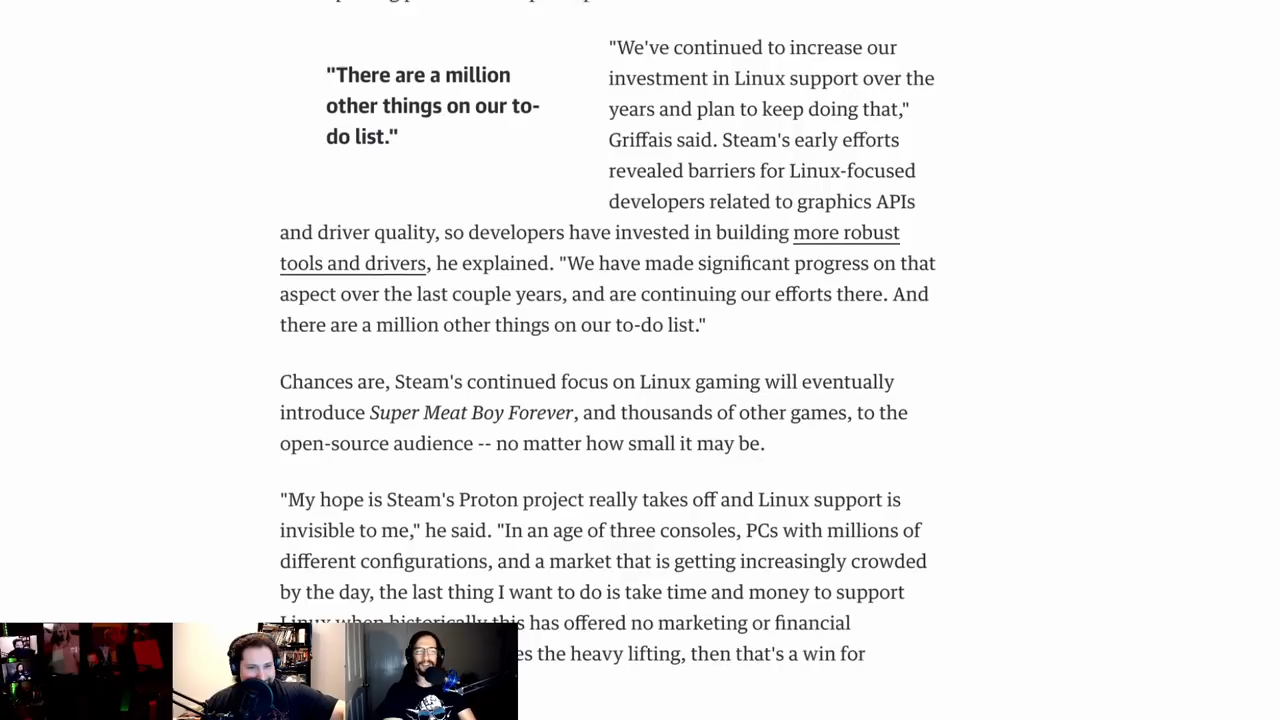 "There are a million
other things on our to-
do list."
"We've continued to increase our
investment in Linux support over the
years and plan to keep doing that,"
Griffais said. Steam's early efforts
revealed barriers for Linux-focused
developers related to graphics APIs
and driver quality, so developers have invested in building more robust
tools and drivers, he explained. "We have made significant progress on that
aspect over the last couple years, and are continuing our efforts there. And
there are a million other things on our to-do list."
Chances are, Steam's continued focus on Linux gaming will eventually
introduce Super Meat Boy Forever, and thousands of other games, to the
open-source audience -- no matter how small it may be.
"My hope is Steam's Proton project really takes off and Linux support is
invisible to me," he said. "In an age of three consoles, PCs with millions of
different configurations, and a market that is getting increasingly crowded
by the day, the last thing I want to do is take time and money to support
Linux when historically this has offered no marketing or financial
the heavy lifting, then that's a win for